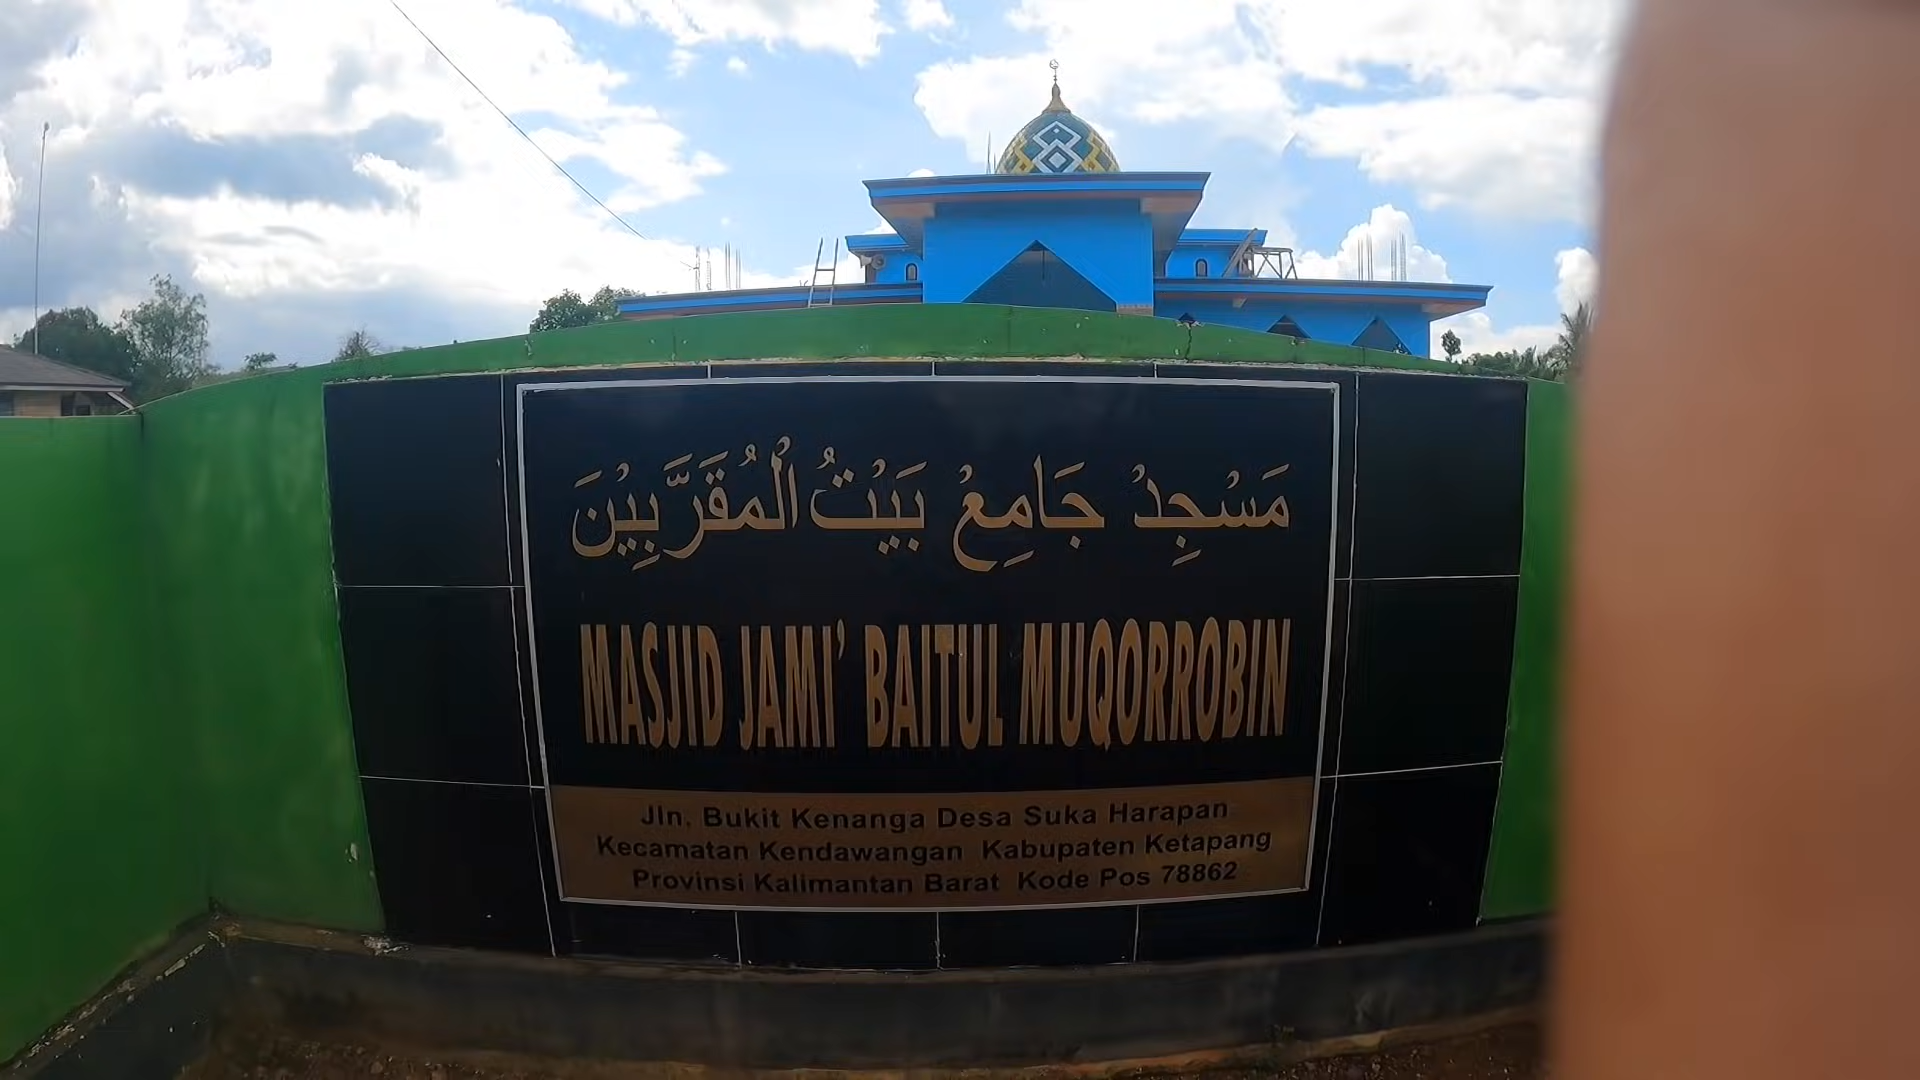 مَسْجِدْ جَامِعْ بَيْتُ الْمُقَرَّبِيْنَ
MASJID JAMI' BAITUL MUQORROBIN
Jln. Bukit Kenanga Desa Suka Harapan
Kecamatan Kendawangan Kabupaten Ketapang
Provinsi Kalimantan Barat Kode Pos 78862